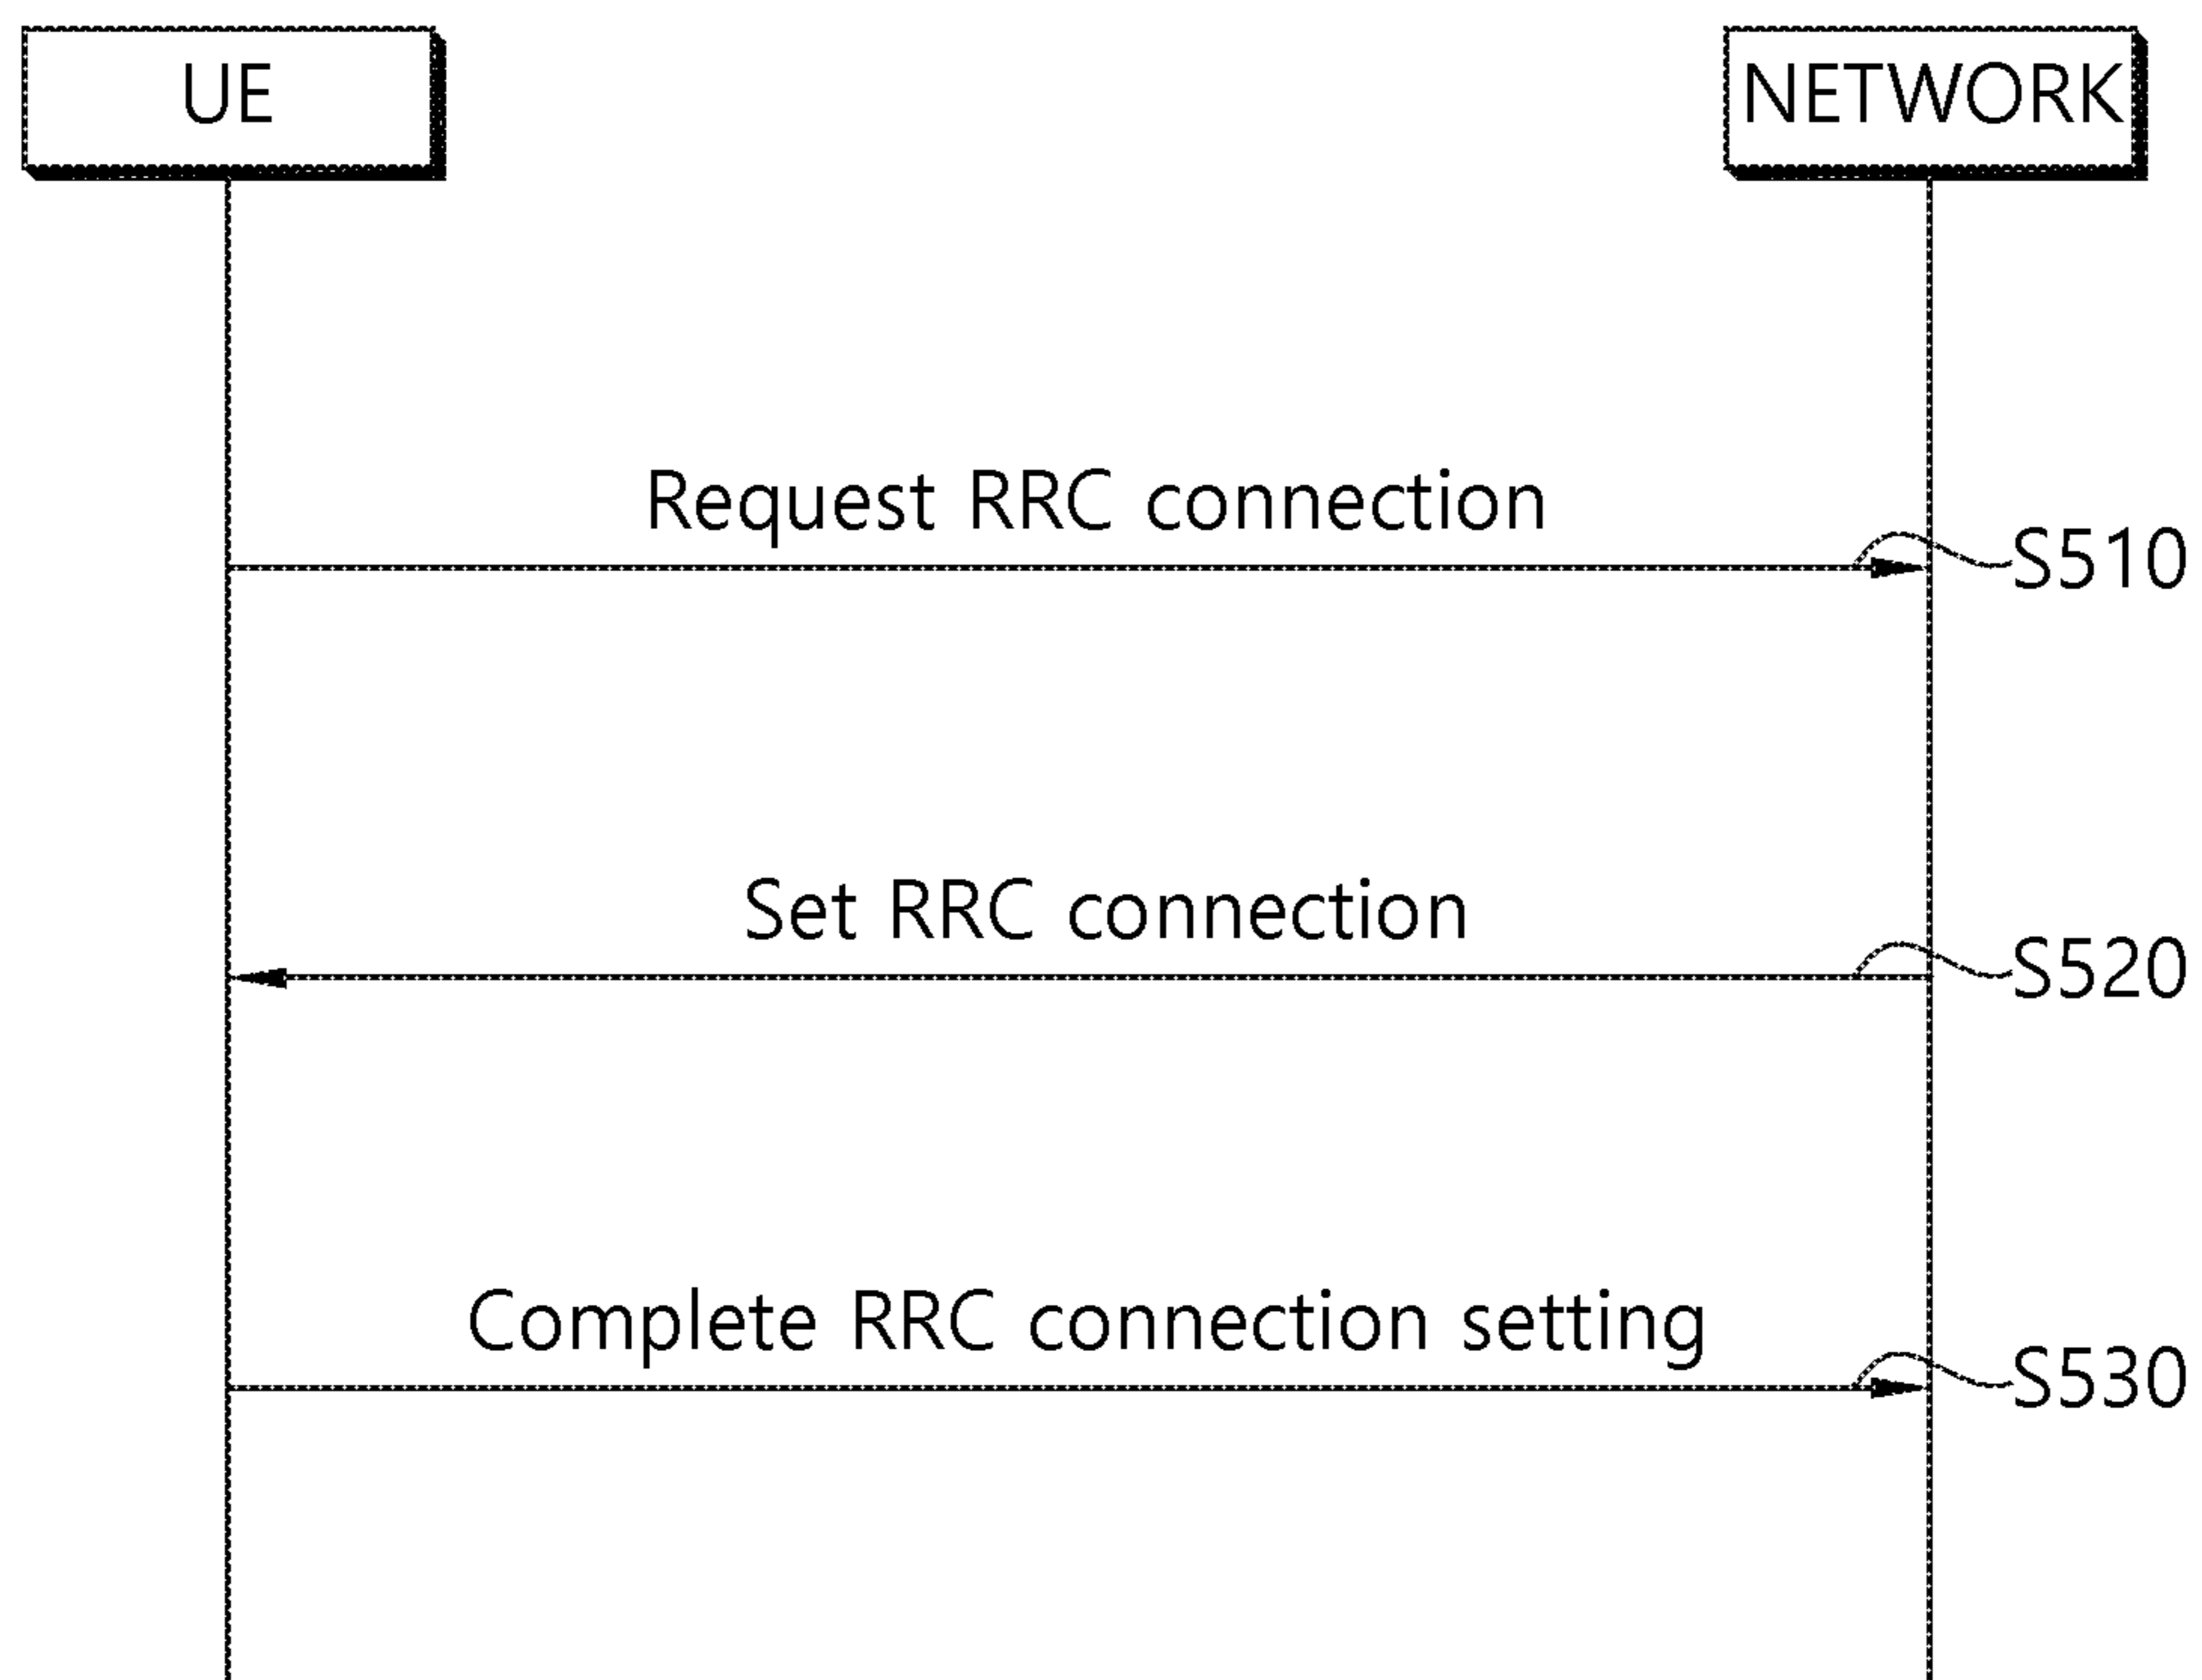 UE
NETWORK
Request RRC connection
S510
Set RRC connection
S520
Complete RRC connection setting
S530